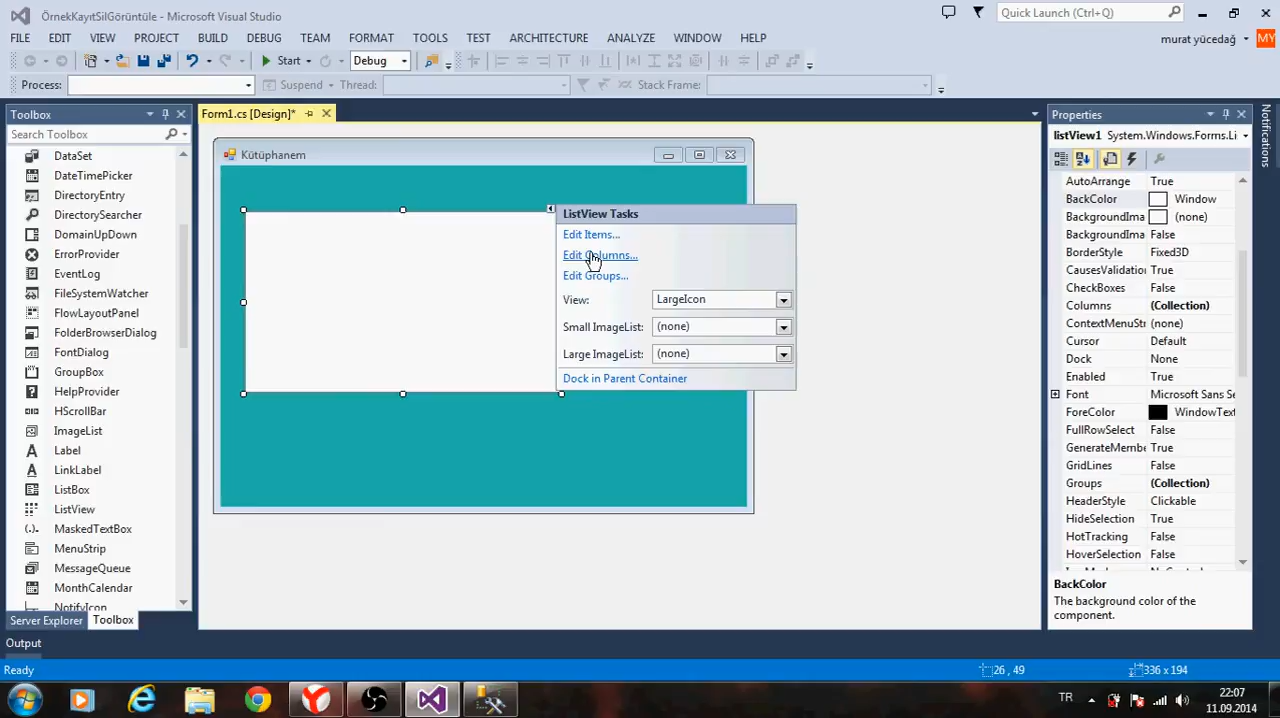 ÖrnekKayıtSilGörüntüle - Microsoft Visual Studio
Quick Launch (Ctrl+Q)
FILE EDIT VIEW PROJECT BUILD DEBUG TEAM FORMAT TOOLS TEST ARCHITECTURE ANALYZE WINDOW HELP
murat yücedağ MY
Start Debug
Process: Suspend Thread: Stack Frame:
Toolbox
Search Toolbox
DataSet
DateTimePicker
DirectoryEntry
DirectorySearcher
DomainUpDown
ErrorProvider
EventLog
FileSystemWatcher
FlowLayoutPanel
FolderBrowserDialog
FontDialog
GroupBox
HelpProvider
HScrollBar
ImageList
Label
LinkLabel
ListBox
ListView
MaskedTextBox
MenuStrip
MessageQueue
MonthCalendar
NotifyIcon
Server Explorer Toolbox
Form1.cs [Design]*
Kütüphanem
ListView Tasks
Edit Items...
Edit Columns...
Edit Groups...
View: LargeIcon
Small ImageList: (none)
Large ImageList: (none)
Dock in Parent Container
Properties
listView1 System.Windows.Forms.Li
AutoArrange True
BackColor Window
BackgroundIma (none)
BackgroundIma False
BorderStyle Fixed3D
CausesValidation True
CheckBoxes False
Columns (Collection)
ContextMenuStr (none)
Cursor Default
Dock None
Enabled True
Font Microsoft Sans Se
ForeColor WindowText
FullRowSelect False
GenerateMembe True
GridLines False
Groups (Collection)
HeaderStyle Clickable
HideSelection True
HotTracking False
HoverSelection False
BackColor
The background color of the
component.
Notifications
Output
Ready 26 , 49 336 x 194
TR
22:07
11.09.2014